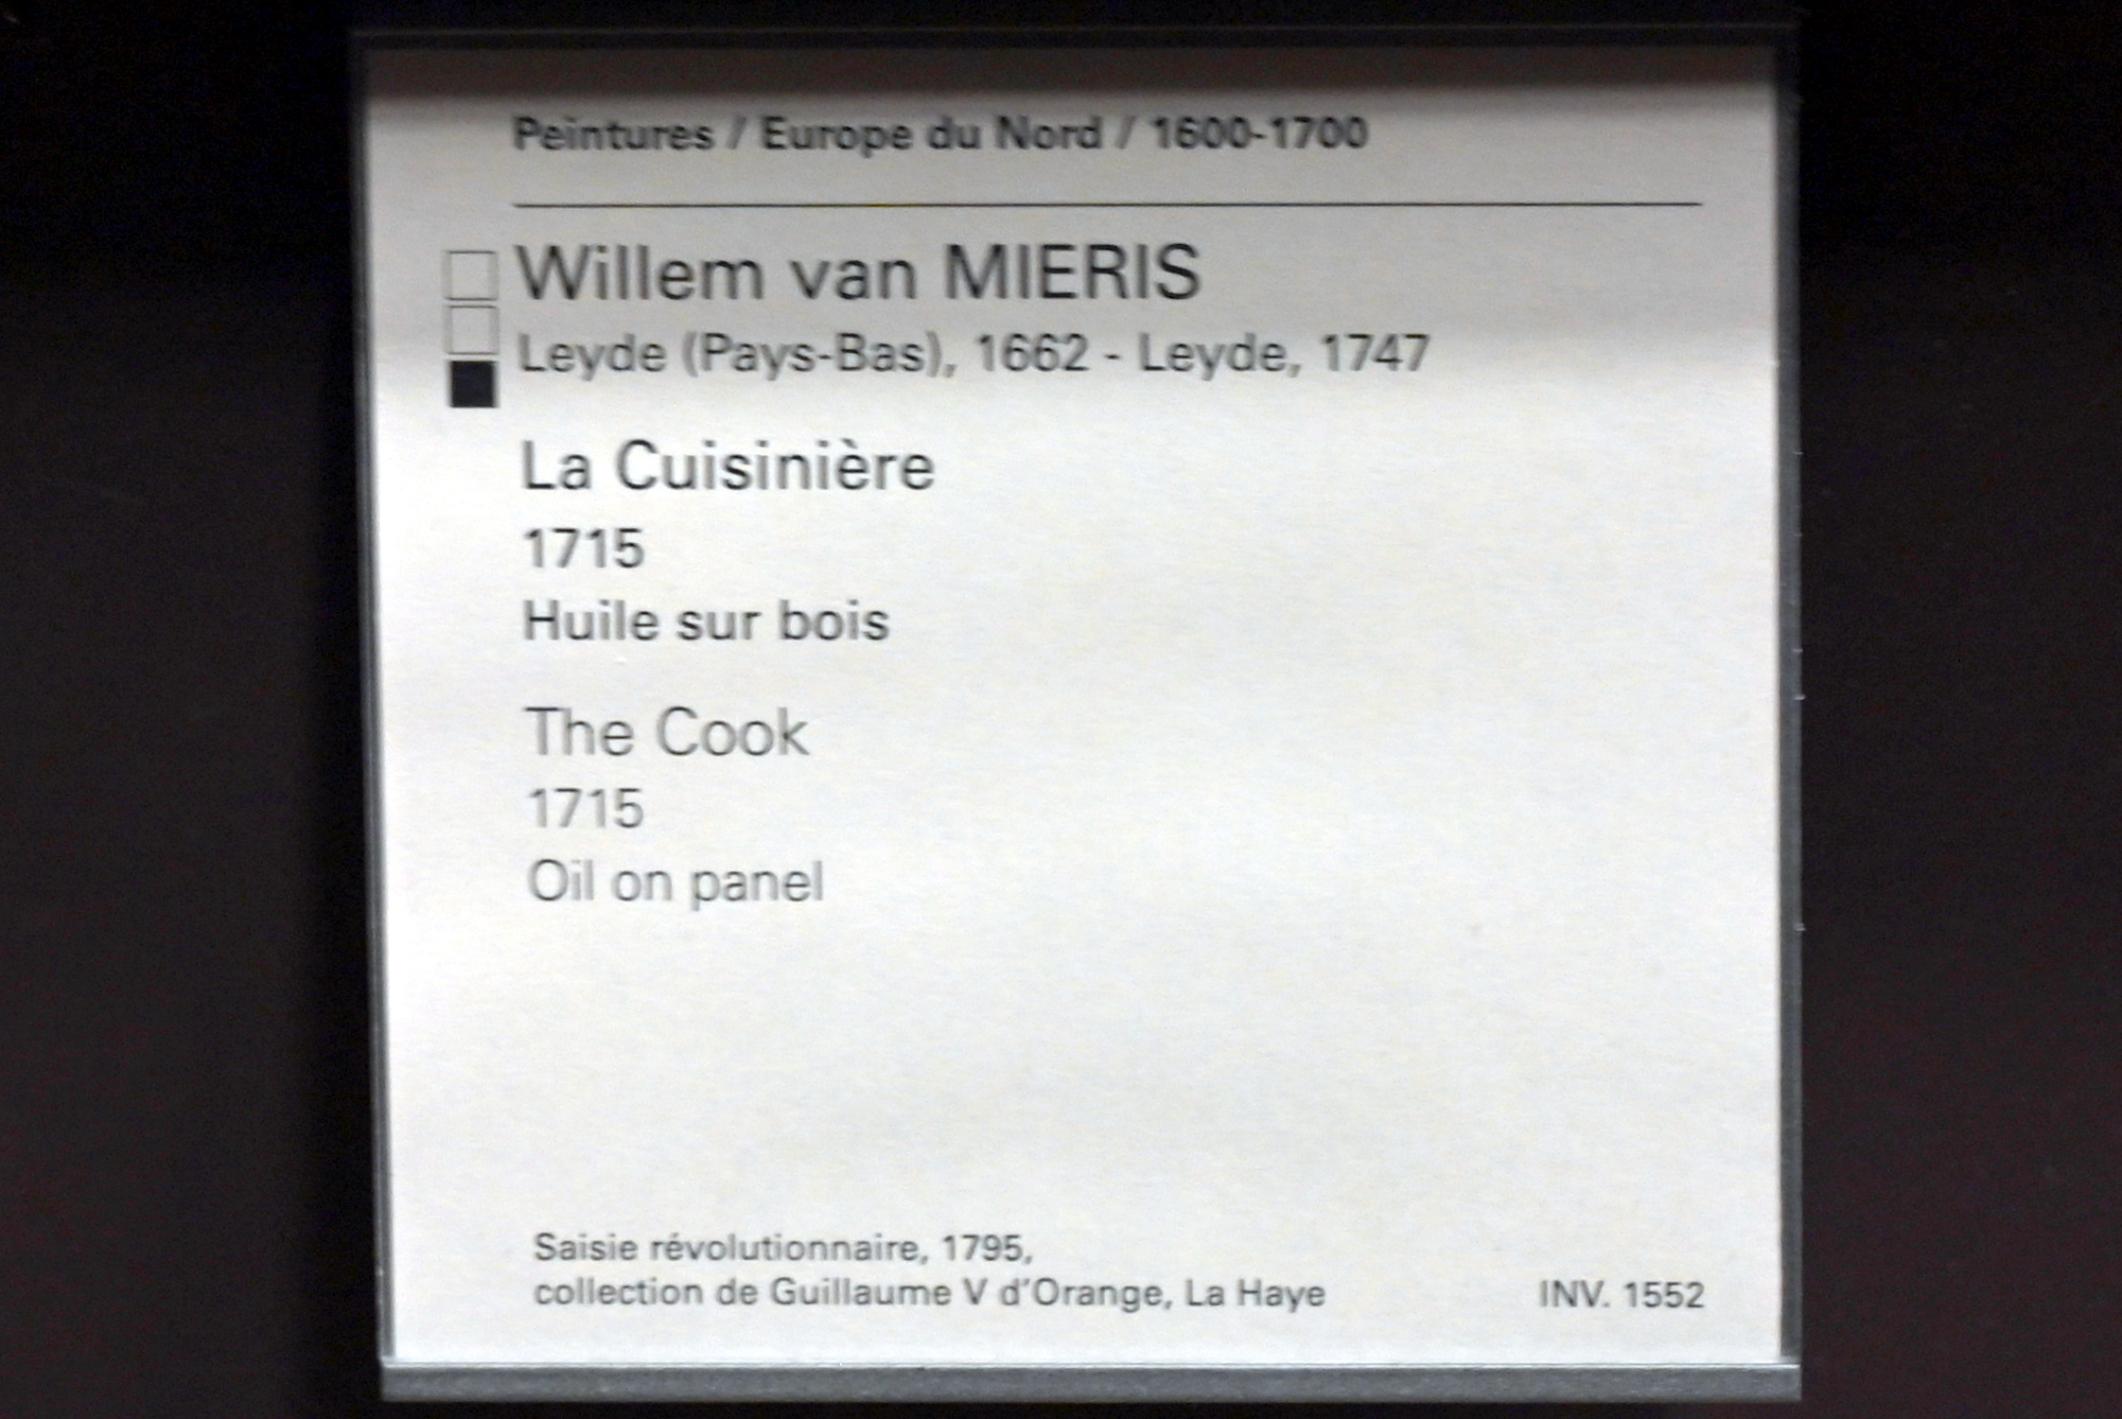 Peintures / Europe du Nord / 1600-1700
Willem van MIERIS
Leyde (Pays-Bas), 1662 - Leyde, 1747
La Cuisinière
1715
Huile sur bois
The Cook
1715
Oil on panel
Saisie révolutionnaire, 1795,
collection de Guillaume V d'Orange, La Haye
INV. 1552